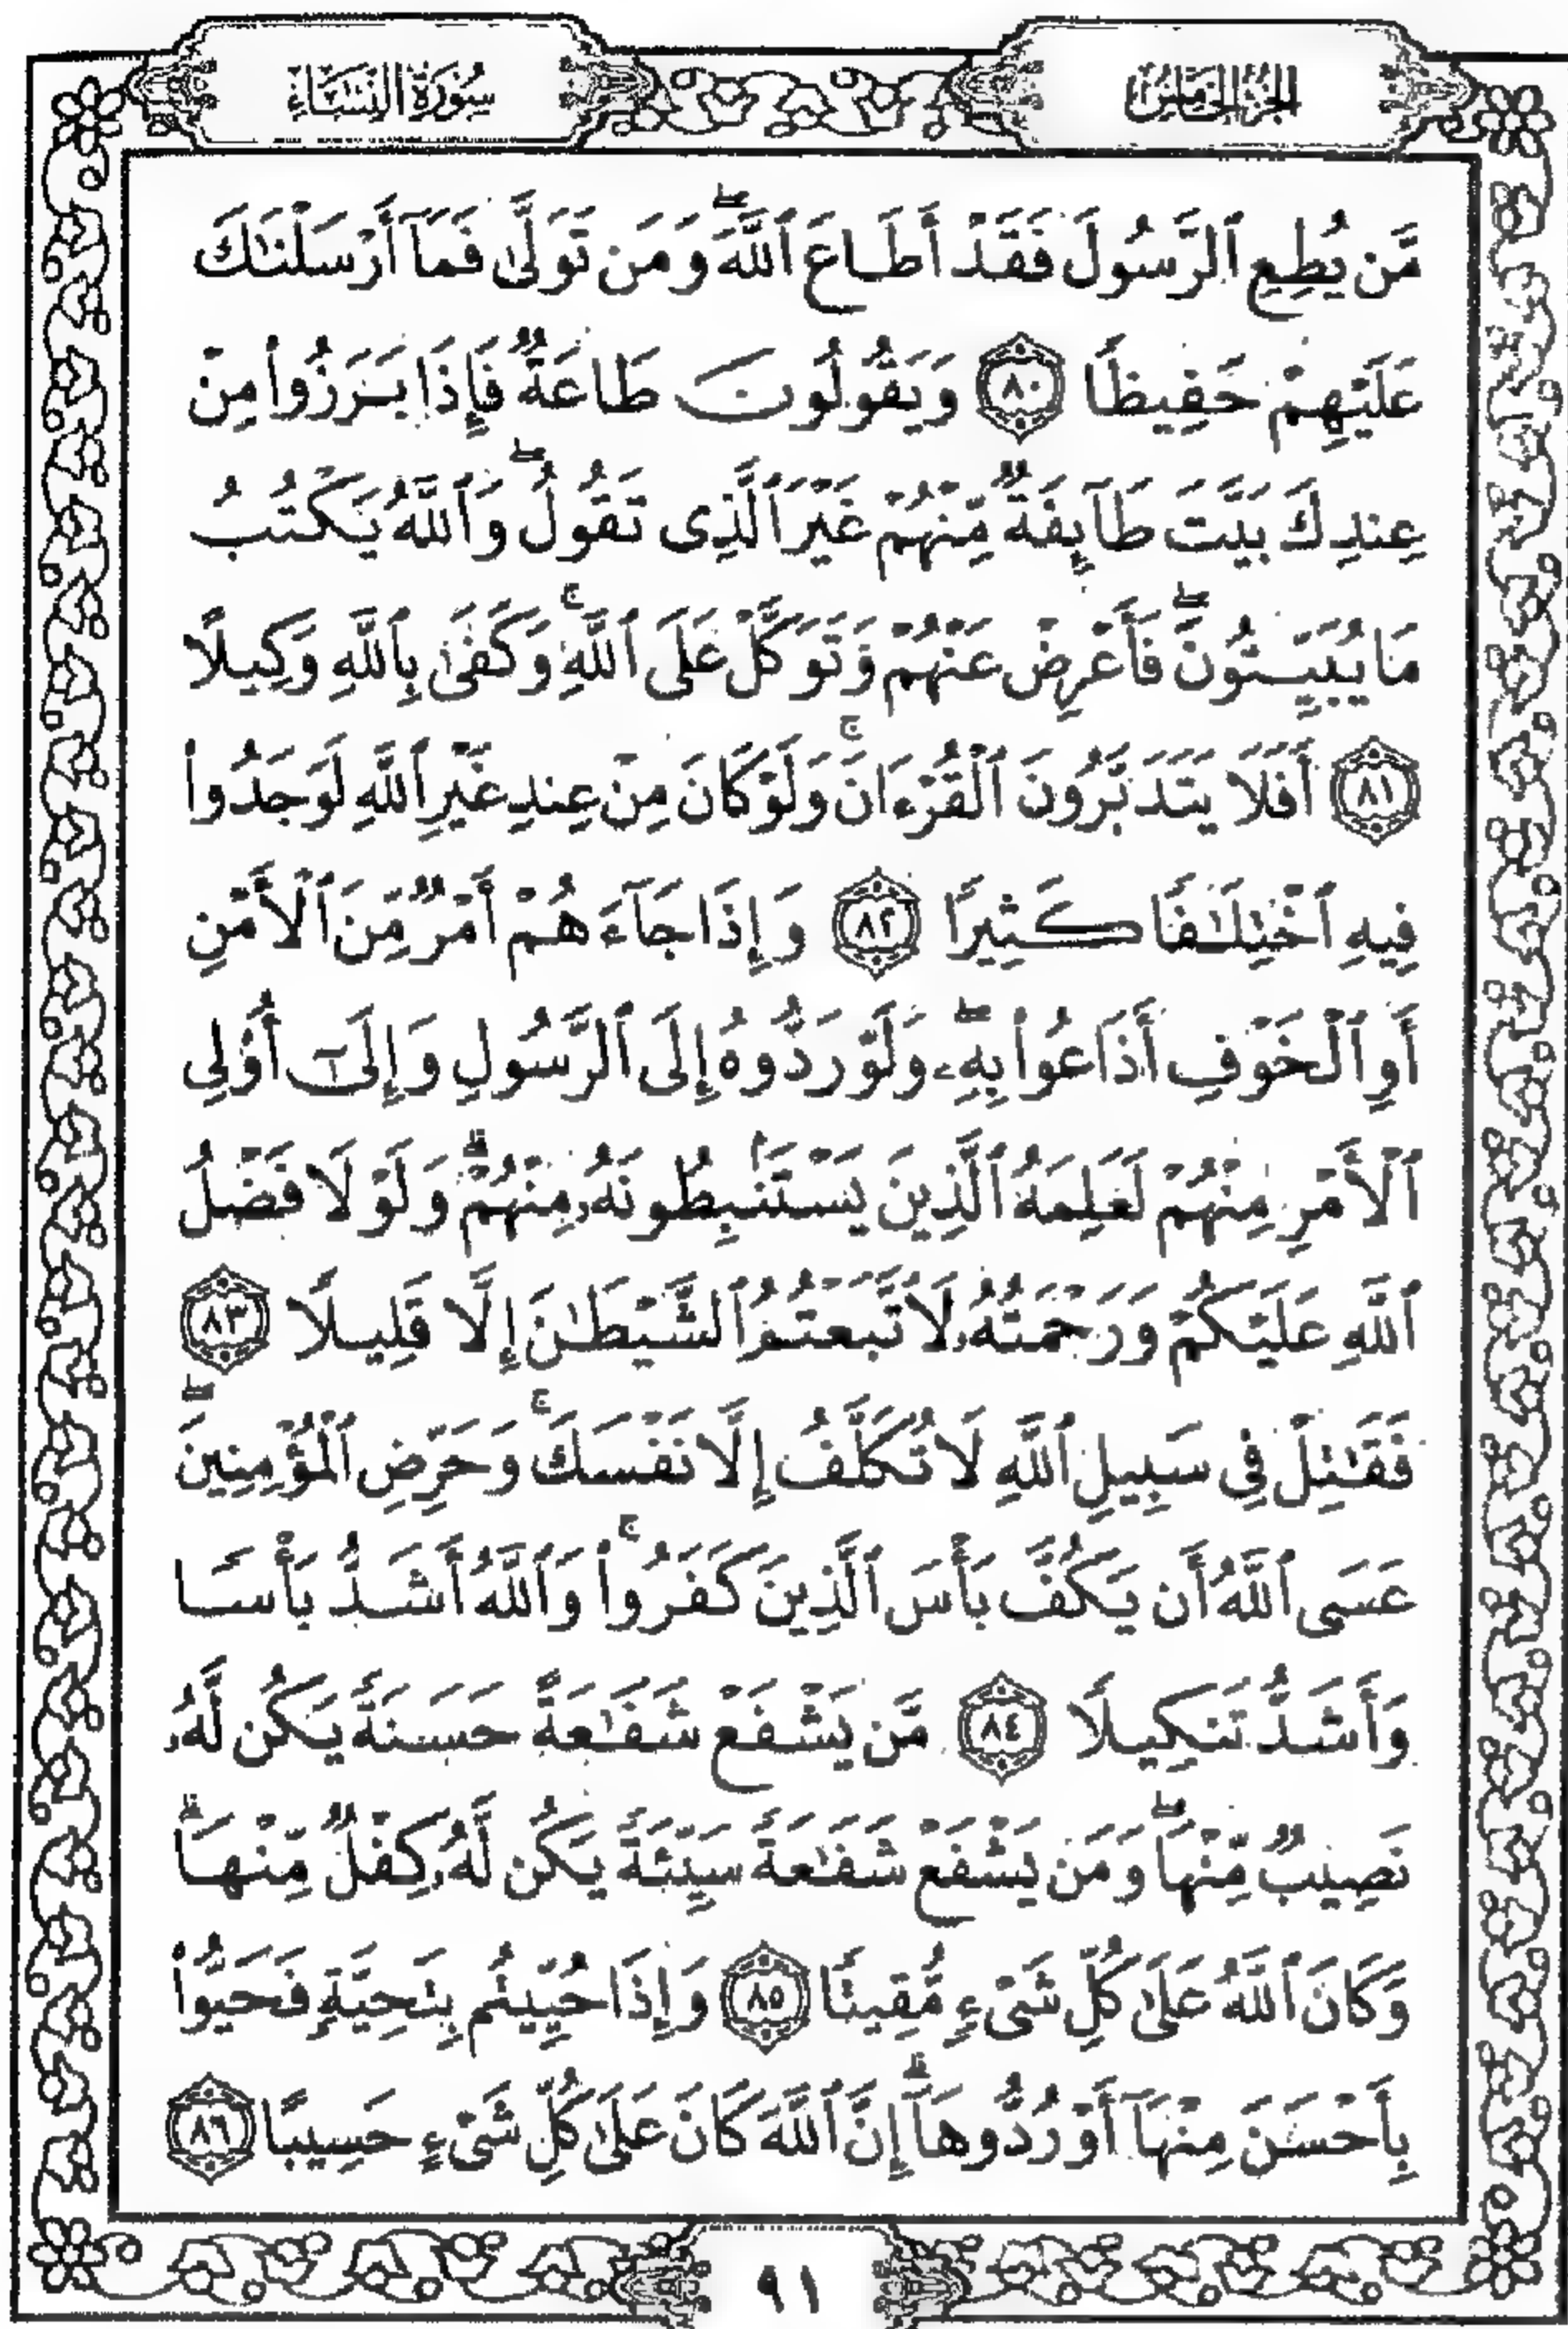 الجزء الخامس
سورة النساء
مَّن يُطِعِ ٱلرَّسُولَ فَقَدْ أَطَاعَ ٱللَّهَ ۖ وَمَن تَوَلَّىٰ فَمَآ أَرْسَلْنَٰكَ
عَلَيْهِمْ حَفِيظًا ٨٠ وَيَقُولُونَ طَاعَةٌ فَإِذَا بَرَزُوا۟ مِنْ
عِندِكَ بَيَّتَ طَآئِفَةٌ مِّنْهُمْ غَيْرَ ٱلَّذِى تَقُولُ ۖ وَٱللَّهُ يَكْتُبُ
مَا يُبَيِّتُونَ ۖ فَأَعْرِضْ عَنْهُمْ وَتَوَكَّلْ عَلَى ٱللَّهِ ۚ وَكَفَىٰ بِٱللَّهِ وَكِيلًا
٨١ أَفَلَا يَتَدَبَّرُونَ ٱلْقُرْءَانَ ۚ وَلَوْ كَانَ مِنْ عِندِ غَيْرِ ٱللَّهِ لَوَجَدُوا۟
فِيهِ ٱخْتِلَٰفًا كَثِيرًا ٨٢ وَإِذَا جَآءَهُمْ أَمْرٌ مِّنَ ٱلْأَمْنِ
أَوِ ٱلْخَوْفِ أَذَاعُوا۟ بِهِۦ ۖ وَلَوْ رَدُّوهُ إِلَى ٱلرَّسُولِ وَإِلَىٰٓ أُو۟لِى
ٱلْأَمْرِ مِنْهُمْ لَعَلِمَهُ ٱلَّذِينَ يَسْتَنۢبِطُونَهُۥ مِنْهُمْ ۗ وَلَوْلَا فَضْلُ
ٱللَّهِ عَلَيْكُمْ وَرَحْمَتُهُۥ لَٱتَّبَعْتُمُ ٱلشَّيْطَٰنَ إِلَّا قَلِيلًا ٨٣
فَقَٰتِلْ فِى سَبِيلِ ٱللَّهِ لَا تُكَلَّفُ إِلَّا نَفْسَكَ ۚ وَحَرِّضِ ٱلْمُؤْمِنِينَ ۖ
عَسَى ٱللَّهُ أَن يَكُفَّ بَأْسَ ٱلَّذِينَ كَفَرُوا۟ ۚ وَٱللَّهُ أَشَدُّ بَأْسًا
وَأَشَدُّ تَنكِيلًا ٨٤ مَّن يَشْفَعْ شَفَٰعَةً حَسَنَةً يَكُن لَّهُۥ
نَصِيبٌ مِّنْهَا ۖ وَمَن يَشْفَعْ شَفَٰعَةً سَيِّئَةً يَكُن لَّهُۥ كِفْلٌ مِّنْهَا ۗ
وَكَانَ ٱللَّهُ عَلَىٰ كُلِّ شَىْءٍ مُّقِيتًا ٨٥ وَإِذَا حُيِّيتُم بِتَحِيَّةٍ فَحَيُّوا۟
بِأَحْسَنَ مِنْهَآ أَوْ رُدُّوهَآ ۗ إِنَّ ٱللَّهَ كَانَ عَلَىٰ كُلِّ شَىْءٍ حَسِيبًا ٨٦
٩١